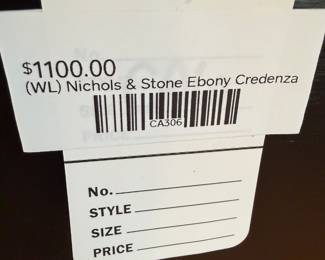 $1100.00
(WL) Nichols & Stone Ebony Credenza
CA306
No.
STYLE
SIZE
PRICE